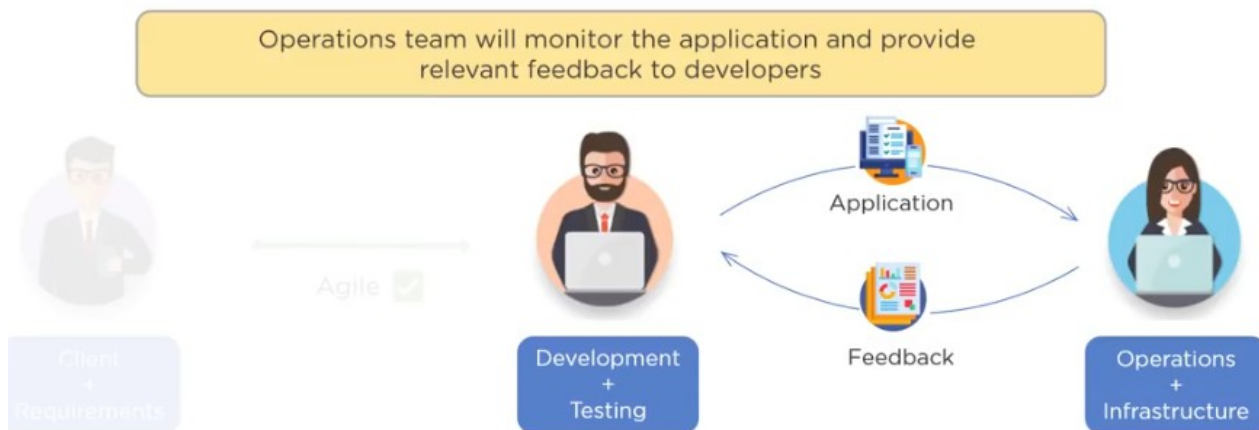 Operations team will monitor the application and provide
relevant feedback to developers
Application
Agile
Feedback
Client
+
Requirements
Development
+
Testing
Operations
+
Infrastructure